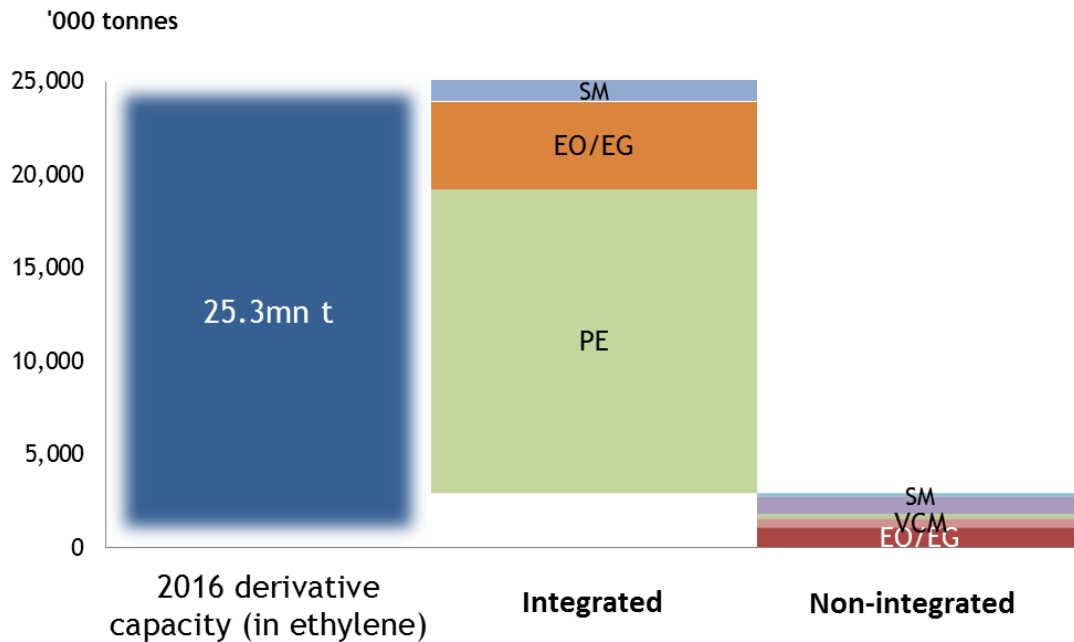 '000 tonnes
25,000
20,000
15,000
10,000
5,000
0
25.3mn t
SM
EO/EG
PE
SM
VCM
EO/EG
2016 derivative
capacity (in ethylene)
Integrated
Non-integrated